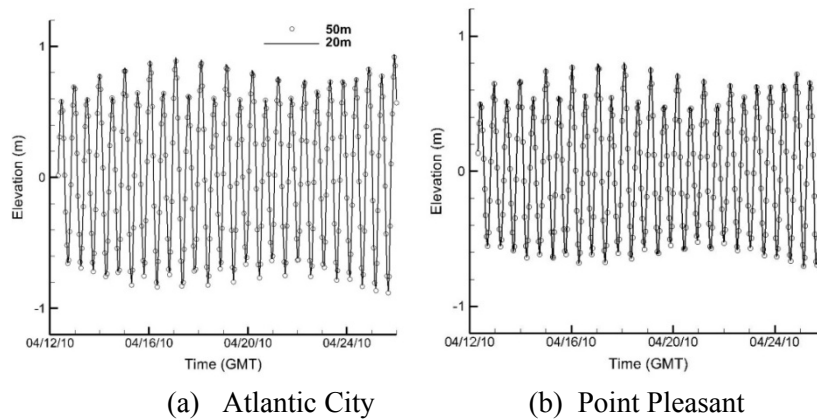 50m
20m
1
0
-1
Elevation (m)
04/12/10 04/16/10 04/20/10 04/24/10
Time (GMT)
1
0
-1
Elevation (m)
04/12/10 04/16/10 04/20/10 04/24/10
Time (GMT)
(a) Atlantic City
(b) Point Pleasant